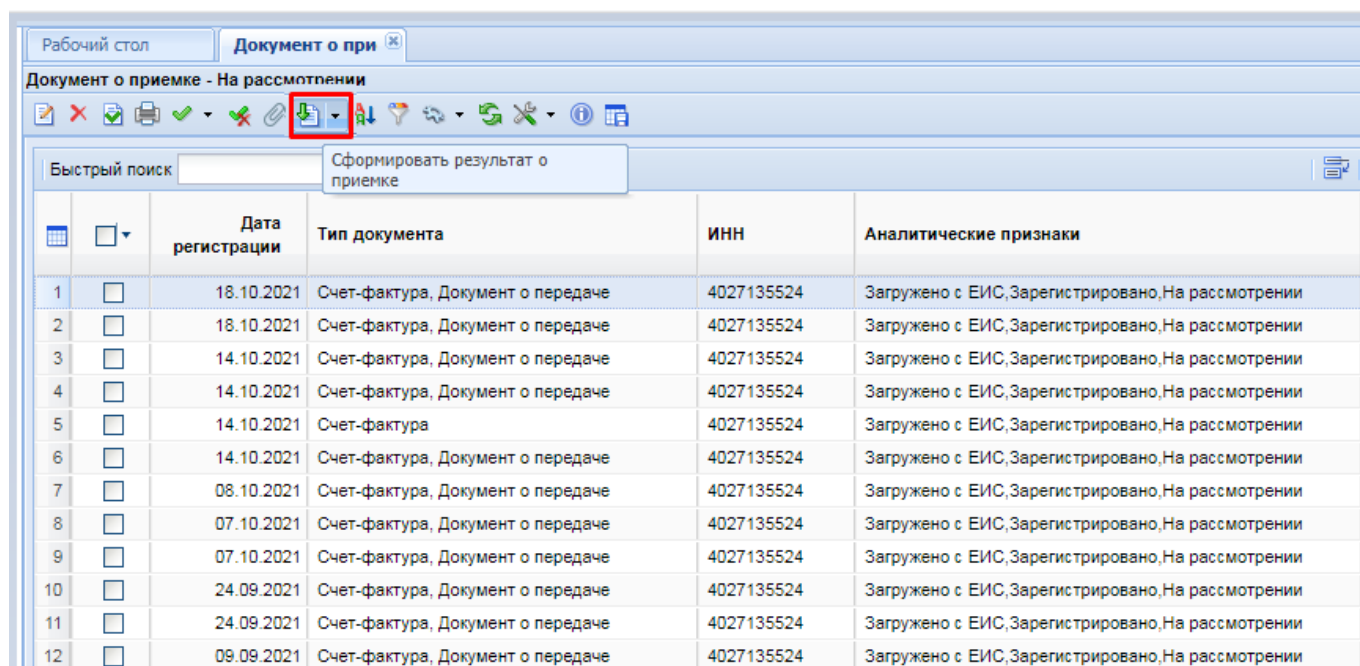 Рабочий стол Документ о при
Документ о приемке - На рассмотрении
Быстрый поиск
Сформировать результат о
приемке
Дата
регистрации Тип документа ИНН Аналитические признаки
1 18.10.2021 Счет-фактура, Документ о передаче 4027135524 Загружено с ЕИС,Зарегистрировано,На рассмотрении
2 18.10.2021 Счет-фактура, Документ о передаче 4027135524 Загружено с ЕИС,Зарегистрировано,На рассмотрении
3 14.10.2021 Счет-фактура, Документ о передаче 4027135524 Загружено с ЕИС,Зарегистрировано,На рассмотрении
4 14.10.2021 Счет-фактура, Документ о передаче 4027135524 Загружено с ЕИС,Зарегистрировано,На рассмотрении
5 14.10.2021 Счет-фактура 4027135524 Загружено с ЕИС,Зарегистрировано,На рассмотрении
6 14.10.2021 Счет-фактура, Документ о передаче 4027135524 Загружено с ЕИС,Зарегистрировано,На рассмотрении
7 08.10.2021 Счет-фактура, Документ о передаче 4027135524 Загружено с ЕИС,Зарегистрировано,На рассмотрении
8 07.10.2021 Счет-фактура, Документ о передаче 4027135524 Загружено с ЕИС,Зарегистрировано,На рассмотрении
9 07.10.2021 Счет-фактура, Документ о передаче 4027135524 Загружено с ЕИС,Зарегистрировано,На рассмотрении
10 24.09.2021 Счет-фактура, Документ о передаче 4027135524 Загружено с ЕИС,Зарегистрировано,На рассмотрении
11 24.09.2021 Счет-фактура, Документ о передаче 4027135524 Загружено с ЕИС,Зарегистрировано,На рассмотрении
12 09.09.2021 Счет-фактура, Документ о передаче 4027135524 Загружено с ЕИС,Зарегистрировано,На рассмотрении